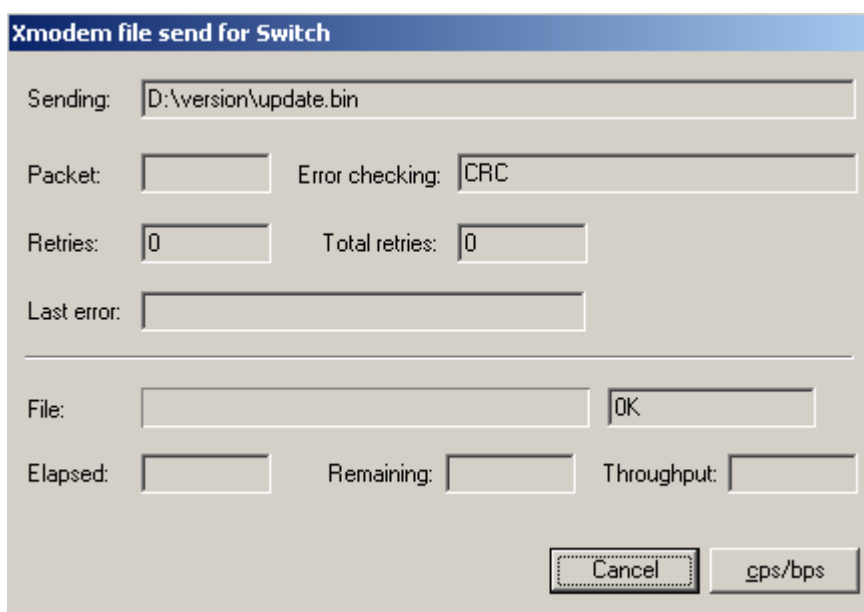 Xmodem file send for Switch
Sending: D:\version\update.bin
Packet: Error checking: CRC
Retries: 0 Total retries: 0
Last error:
File: 0K
Elapsed: Remaining: Throughput:
Cancel cps/bps